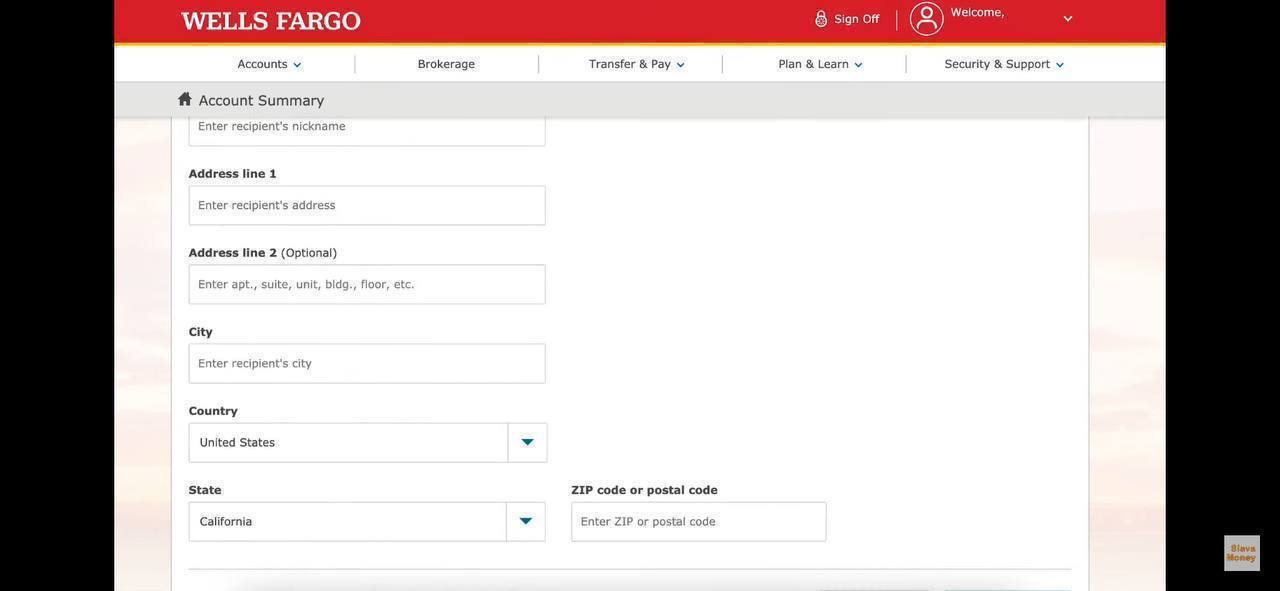 WELLS FARGO
Sign Off
Welcome,
Accounts
Brokerage
Transfer & Pay
Plan & Learn
Security & Support
Account Summary
Enter recipient's nickname
Address line 1
Enter recipient's address
Address line 2 (Optional)
Enter apt., suite, unit, bldg., floor, etc.
City
Enter recipient's city
Country
United States
State
ZIP code or postal code
California
Enter ZIP or postal code
Slava
Money